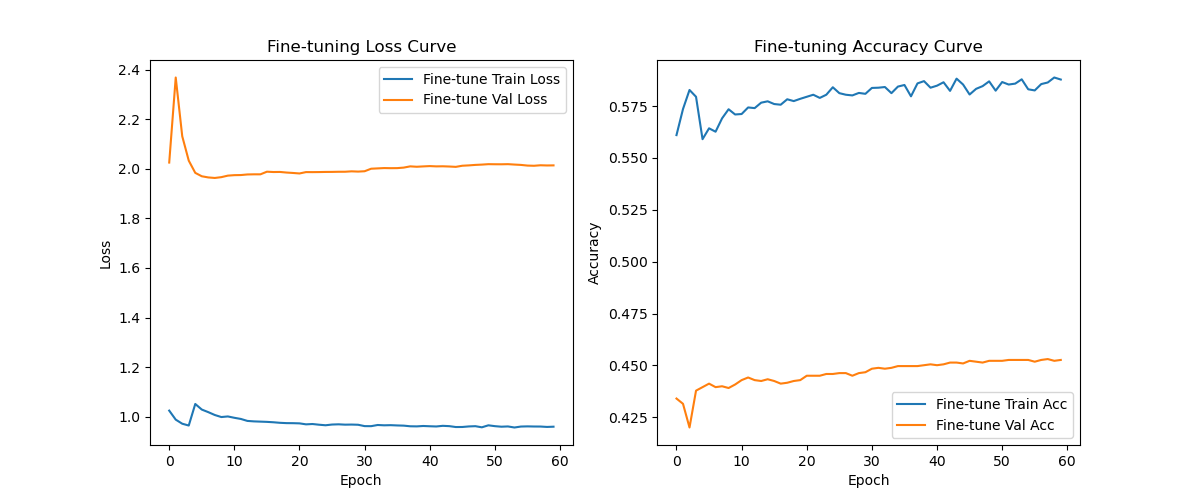 Fine-tuning Loss Curve
Fine-tune Train Loss
Fine-tune Val Loss
2.4
2.2
2.0
1.8
1.6
1.4
1.2
1.0
Loss
0 10 20 30 40 50 60
Epoch
Fine-tuning Accuracy Curve
0.575
0.550
0.525
0.500
0.475
0.450
0.425
Accuracy
Fine-tune Train Acc
Fine-tune Val Acc
0 10 20 30 40 50 60
Epoch